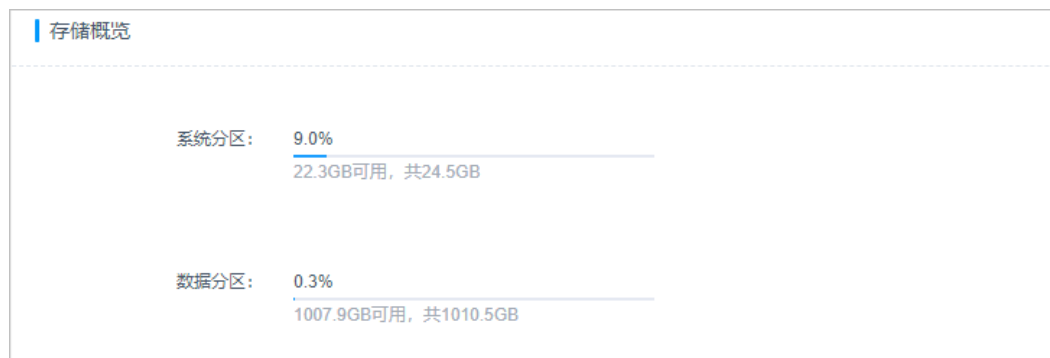 存储概览
系统分区： 9.0%
22.3GB可用，共24.5GB
数据分区： 0.3%
1007.9GB可用，共1010.5GB